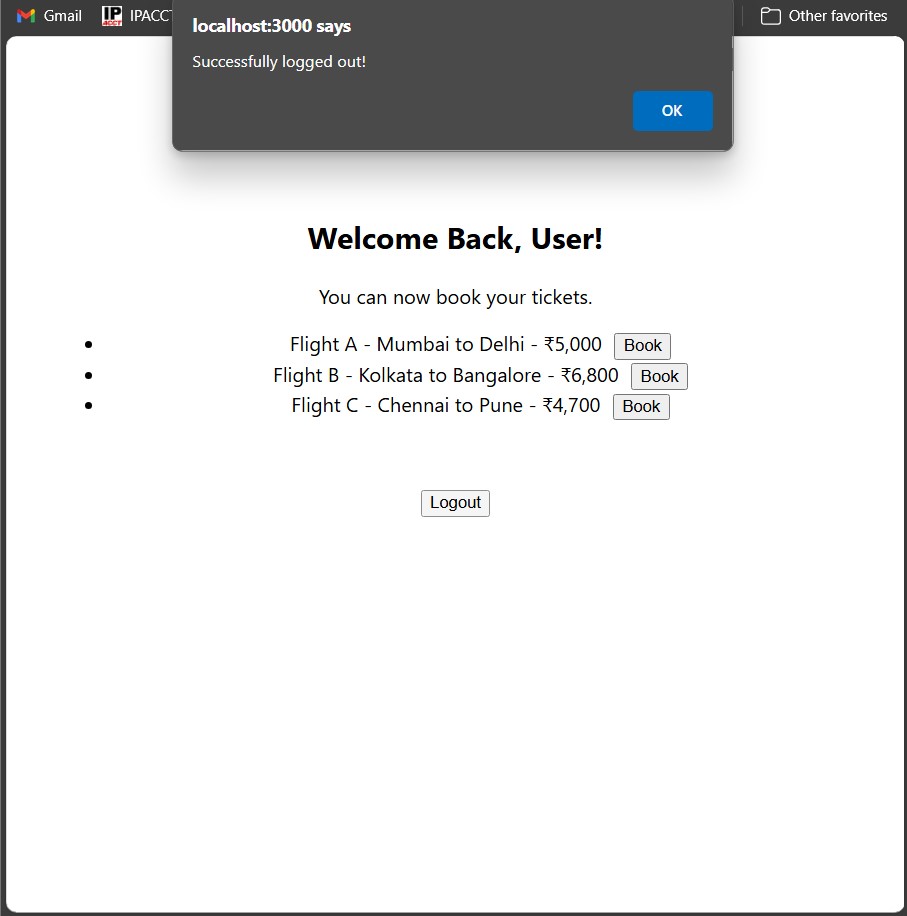 Gmail IP ACCT IPACCT Other favorites
localhost:3000 says
Successfully logged out!
OK
Welcome Back, User!
You can now book your tickets.
Flight A - Mumbai to Delhi - ₹5,000 Book
Flight B - Kolkata to Bangalore - ₹6,800 Book
Flight C - Chennai to Pune - ₹4,700 Book
Logout